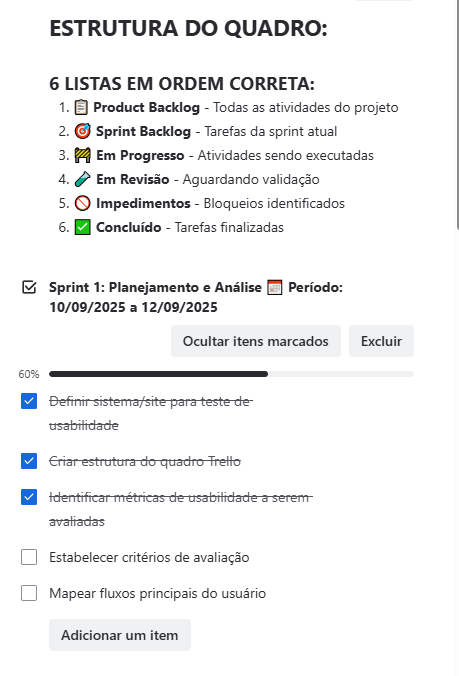 ESTRUTURA DO QUADRO:
6 LISTAS EM ORDEM CORRETA:
1. 📋 Product Backlog - Todas as atividades do projeto
2. 🎯 Sprint Backlog - Tarefas da sprint atual
3. 🚧 Em Progresso - Atividades sendo executadas
4. 🧪 Em Revisão - Aguardando validação
5. 🚫 Impedimentos - Bloqueios identificados
6. ✅ Concluído - Tarefas finalizadas
Sprint 1: Planejamento e Análise 📅 Período:
10/09/2025 a 12/09/2025
Ocultar itens marcados Excluir
60%
Definir sistema/site para teste de
usabilidade
Criar estrutura do quadro Trello
Identificar métricas de usabilidade a serem
avaliadas
Estabelecer critérios de avaliação
Mapear fluxos principais do usuário
Adicionar um item